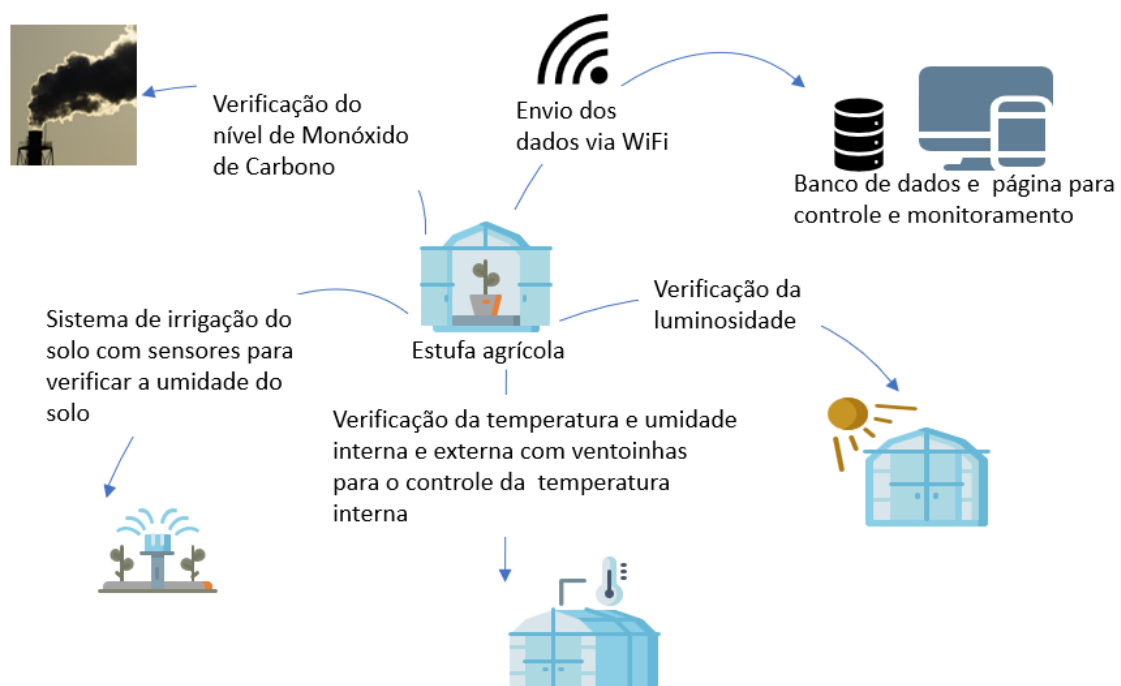 Verificação do
nível de Monóxido
de Carbono
Envio dos
dados via WiFi
Banco de dados e  página para
controle e monitoramento
Estufa agrícola
Verificação da
luminosidade
Sistema de irrigação do
solo com sensores para
verificar a umidade do
solo
Verificação da temperatura e umidade
interna e externa com ventoinhas
para o controle da  temperatura
interna